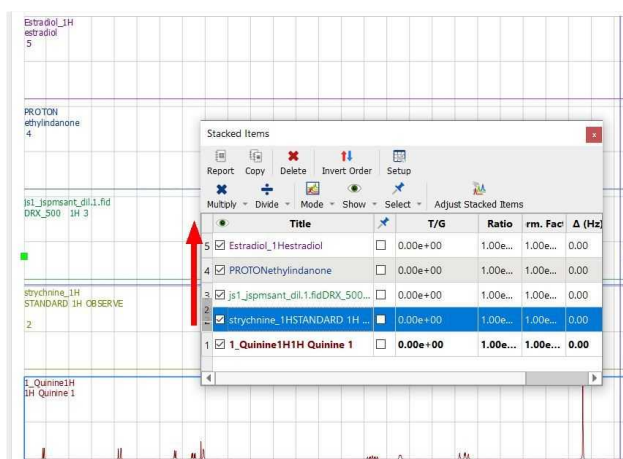 Estradiol_1H
estradiol
5
PROTON
ethylindanone
4
js1_jspmsant_dil.1.fid
DRX_500 1H 3
strychnine_1H
STANDARD 1H OBSERVE
2
1_Quinine1H
1H Quinine 1
Stacked Items
x
Report Copy Delete Invert Order Setup
Multiply Divide Mode Show Select Adjust Stacked Items
Title T/G Ratio rm. Fact Δ (Hz)
5 Estradiol_1Hestradiol 0.00e+00 1.00e... 1.00e... 0.00
4 PROTONethylindanone 0.00e+00 1.00e... 1.00e... 0.00
3 js1_jspmsant_dil.1.fidDRX_500... 0.00e+00 1.00e... 1.00e... 0.00
2 strychnine_1HSTANDARD 1H ... 0.00e+00 1.00e... 1.00e... 0.00
1 1_Quinine1H1H Quinine 1 0.00e+00 1.00e... 1.00e... 0.00